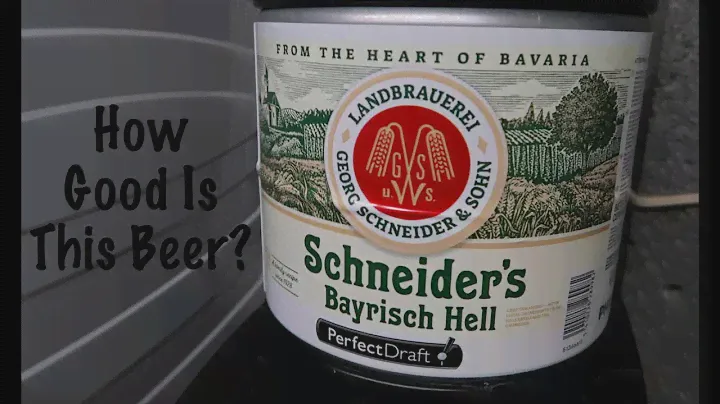 How
Good Is
This Beer?
FROM THE HEART OF BAVARIA
LANDBRAUEREI
GEORG SCHNEIDER & SOHN
G S
u. W S.
Schneider's
Bayrisch Hell
PerfectDraft